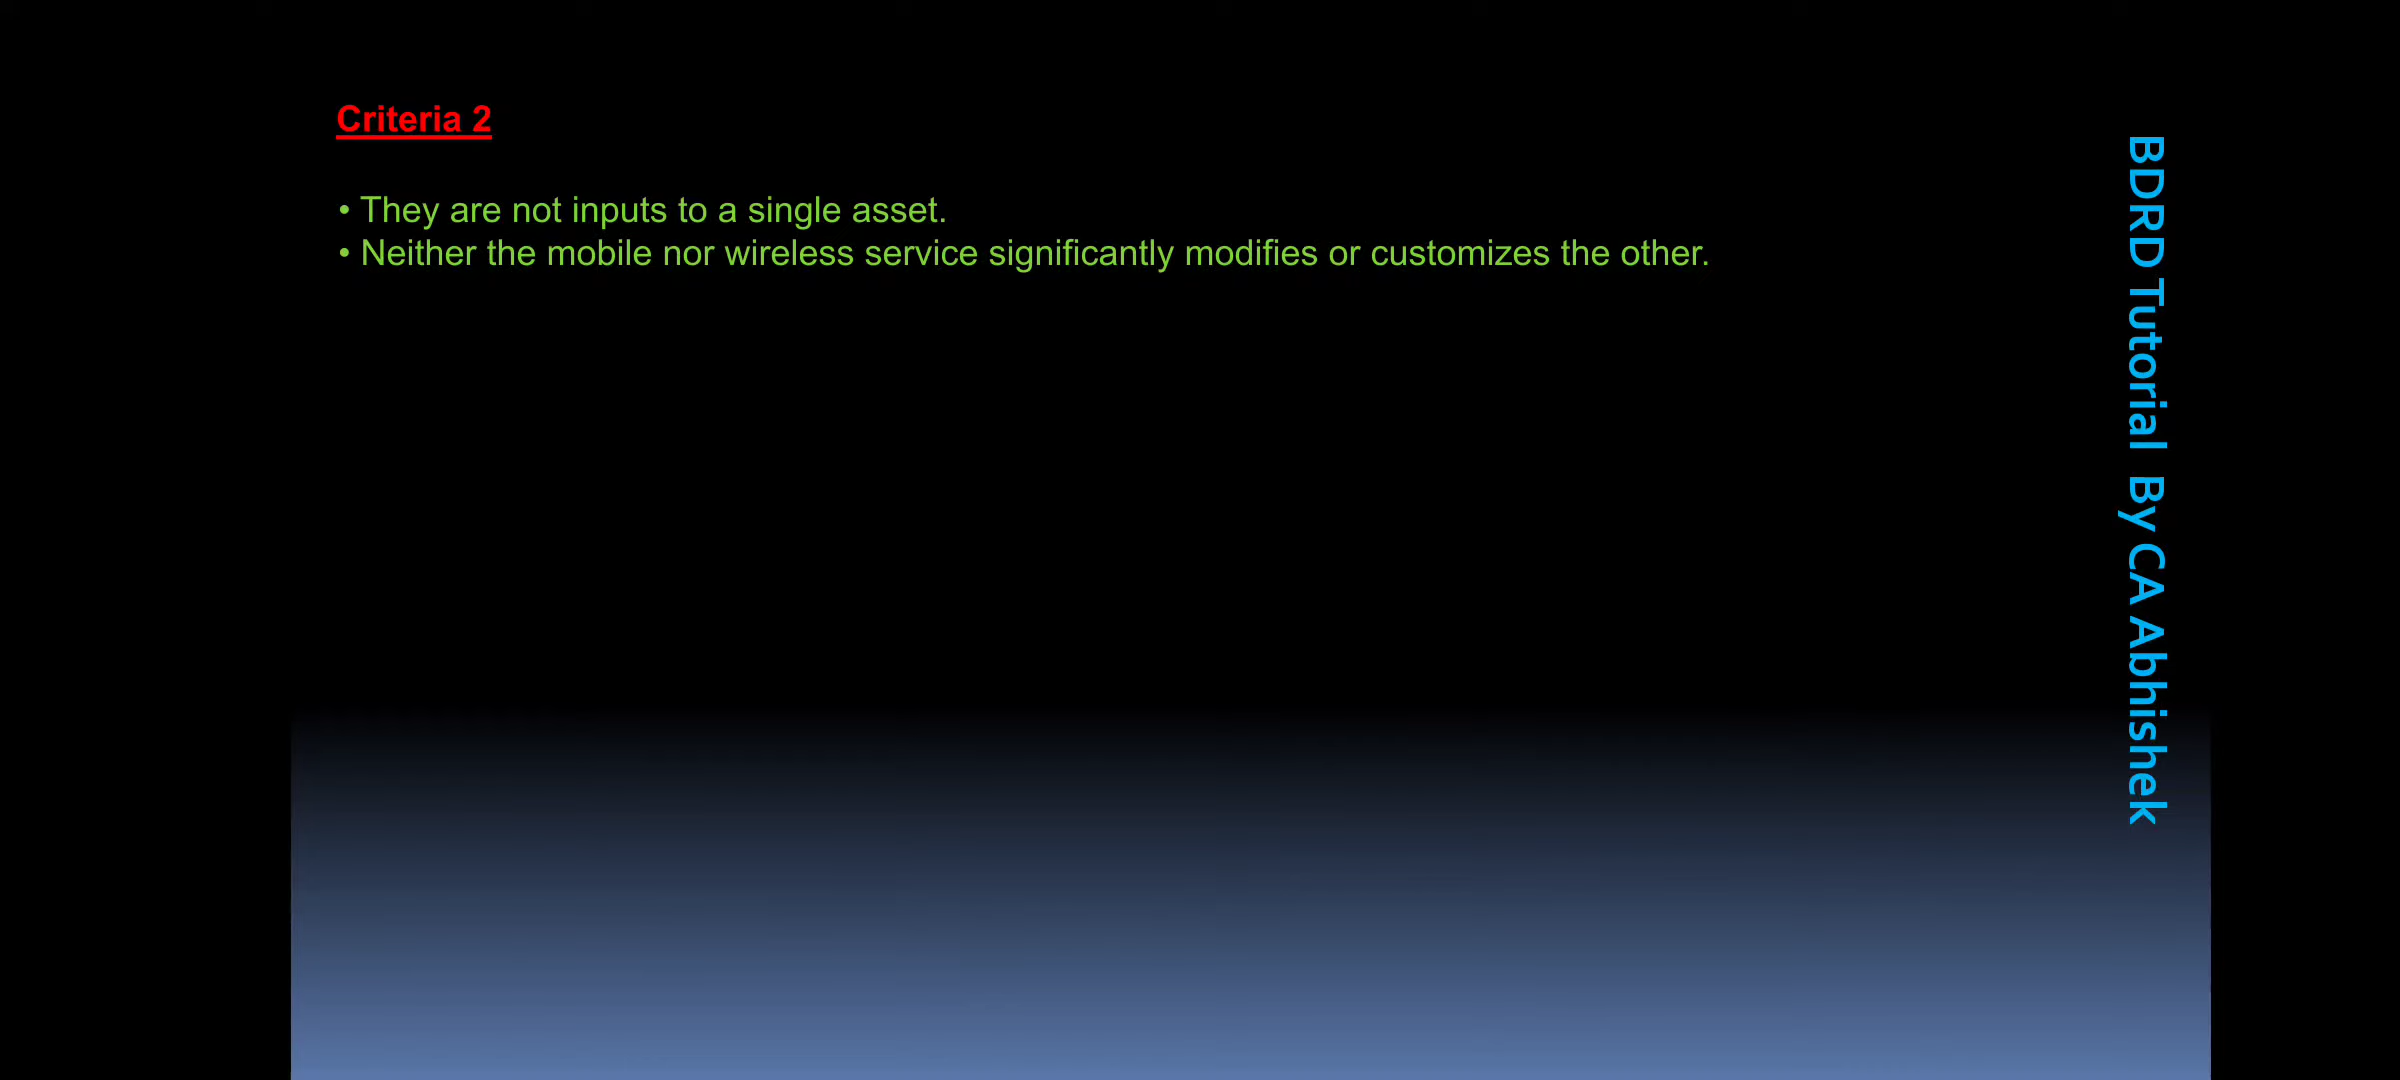 Criteria 2
• They are not inputs to a single asset.
• Neither the mobile nor wireless service significantly modifies or customizes the other.
BDRD Tutorial By CA Abhishek